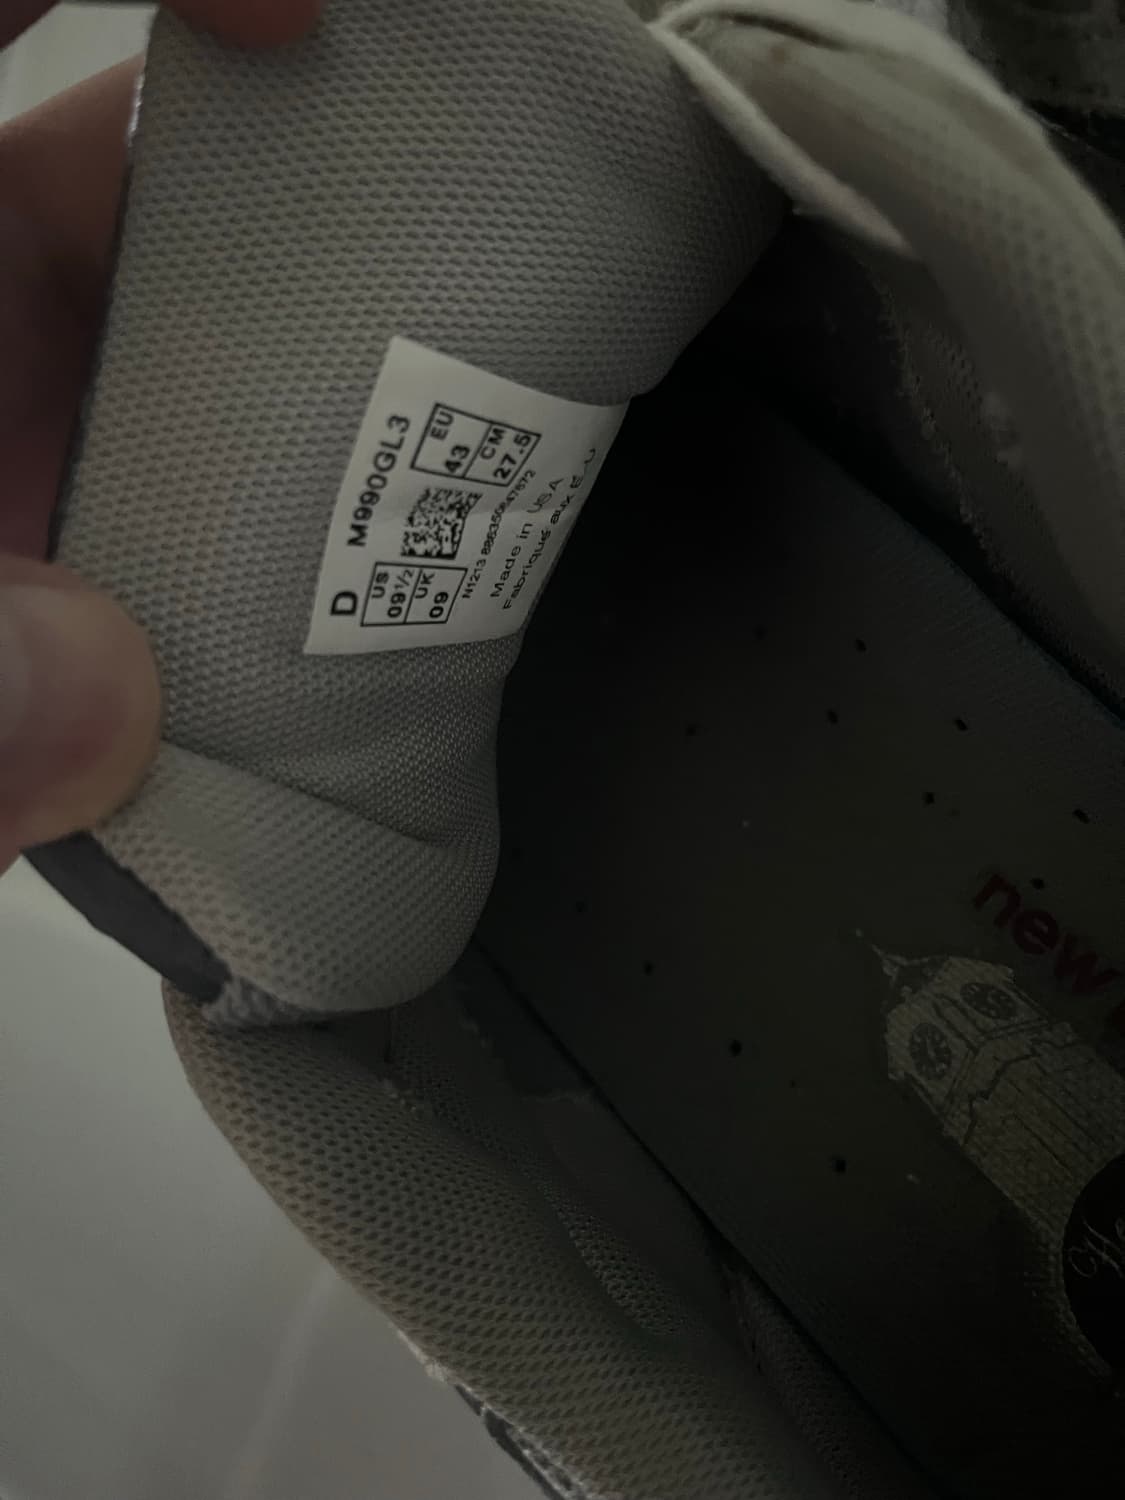 D M990GL3
US 09½
UK 09
EU 43
CM 27.5
Made in USA
Fabriqué aux E.U
new